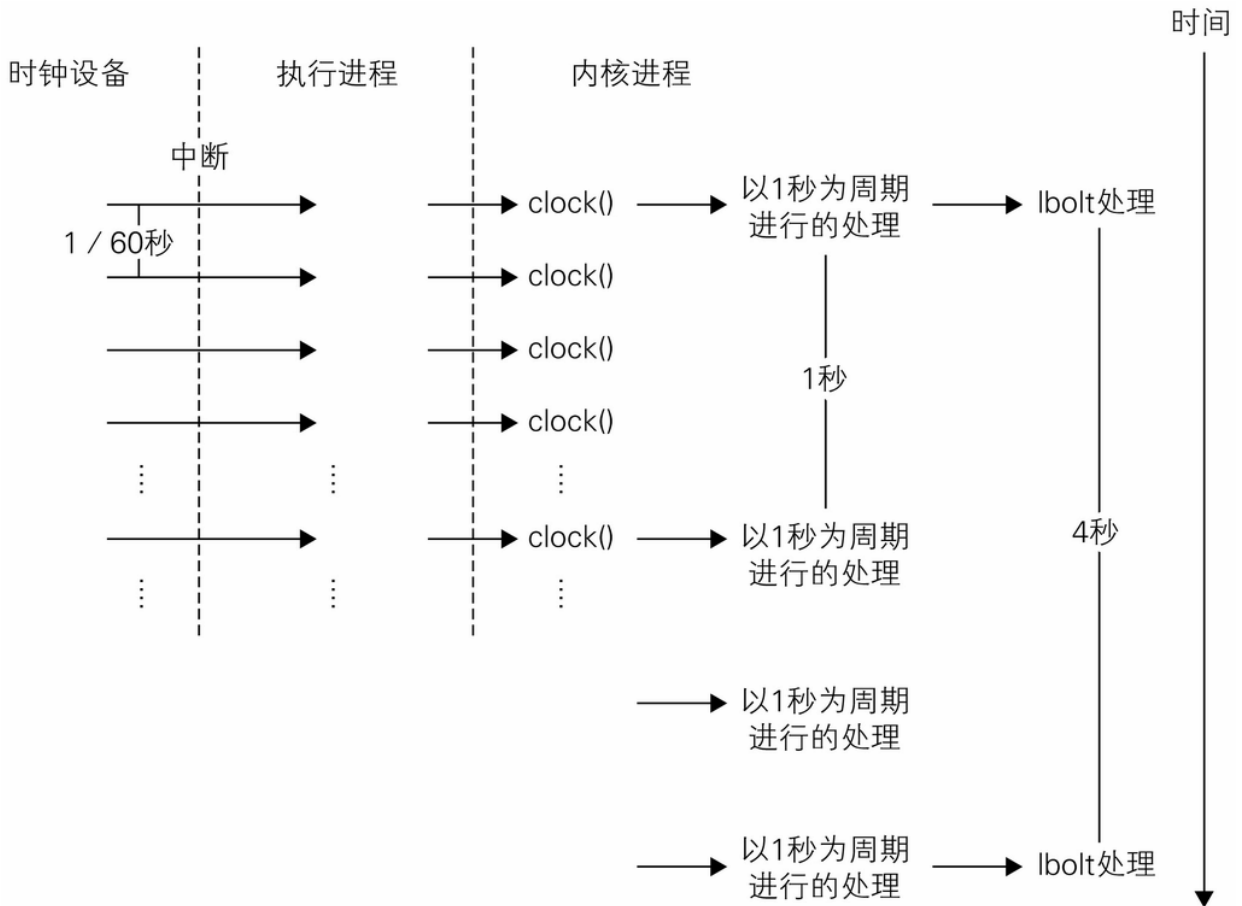 时间
时钟设备
执行进程
内核进程
中断
clock()
以1秒为周期
进行的处理
lbolt处理
1 / 60秒
clock()
clock()
1秒
clock()
clock()
以1秒为周期
进行的处理
4秒
以1秒为周期
进行的处理
以1秒为周期
进行的处理
lbolt处理